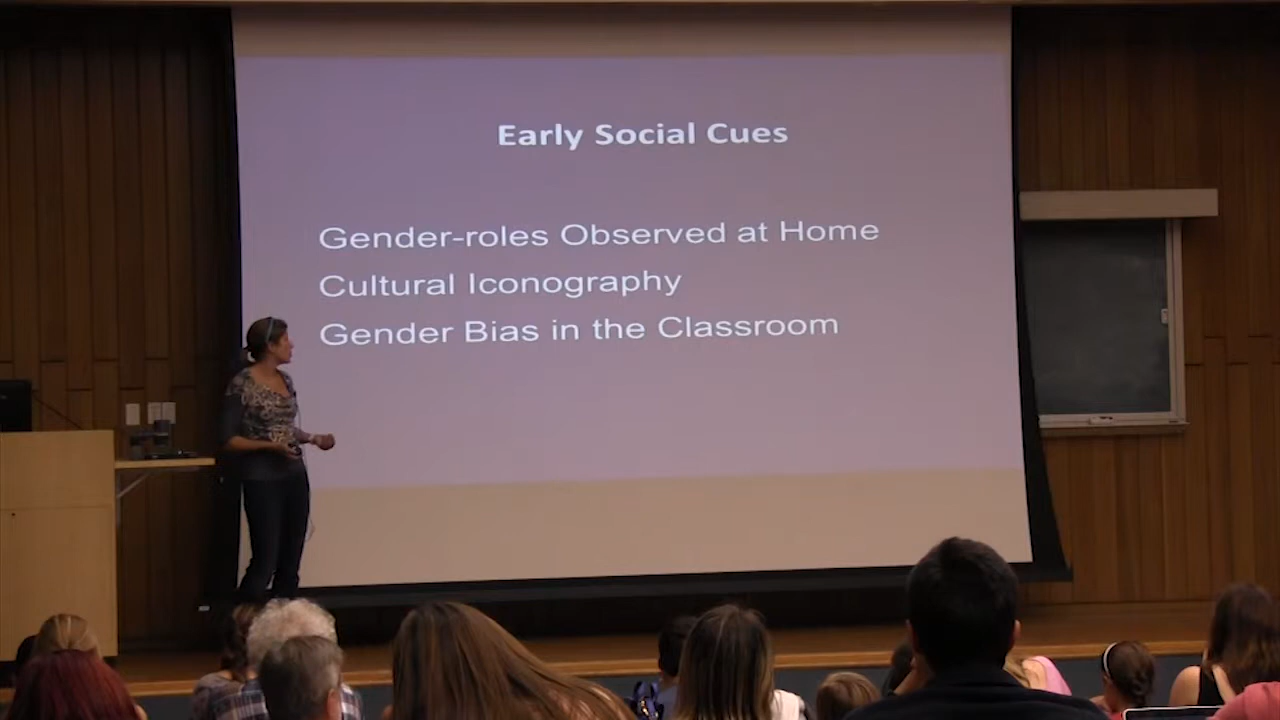 Early Social Cues
Gender-roles Observed at Home
Cultural Iconography
Gender Bias in the Classroom